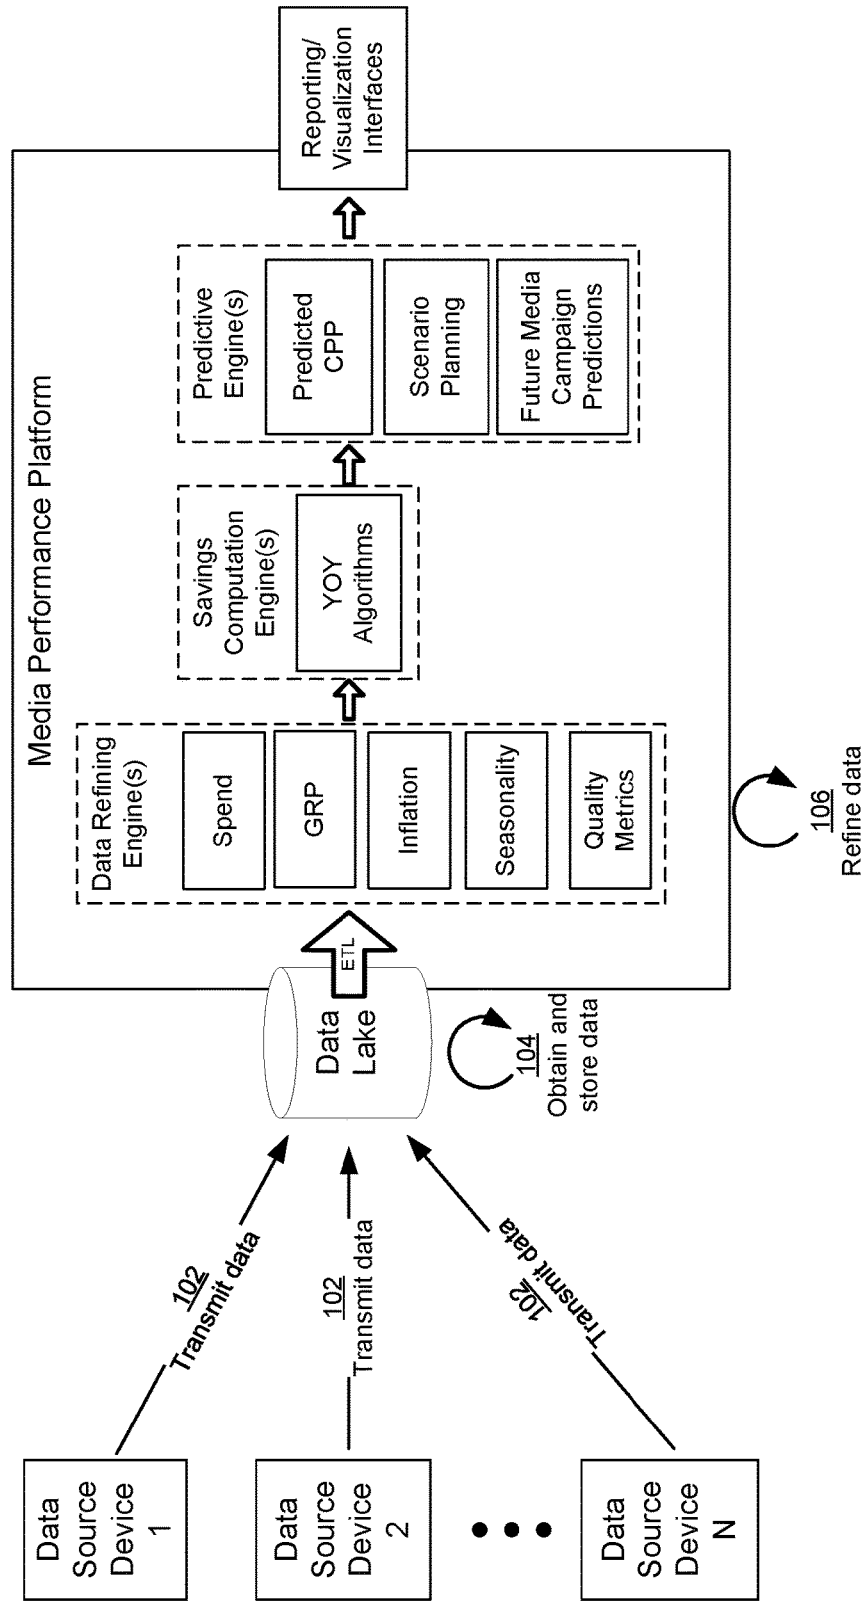 Media Performance Platform
Data
Source
Device
1
Data
Source
Device
2
Data
Source
Device
N
102
Transmit data
102
Transmit data
102
Transmit data
Data
Lake
104
Obtain and
store data
ETL
Data Refining
Engine(s)
Spend
GRP
Inflation
Seasonality
Quality
Metrics
Savings
Computation
Engine(s)
YOY
Algorithms
Predictive
Engine(s)
Predicted
CPP
Scenario
Planning
Future Media
Campaign
Predictions
Reporting/
Visualization
Interfaces
106
Refine data